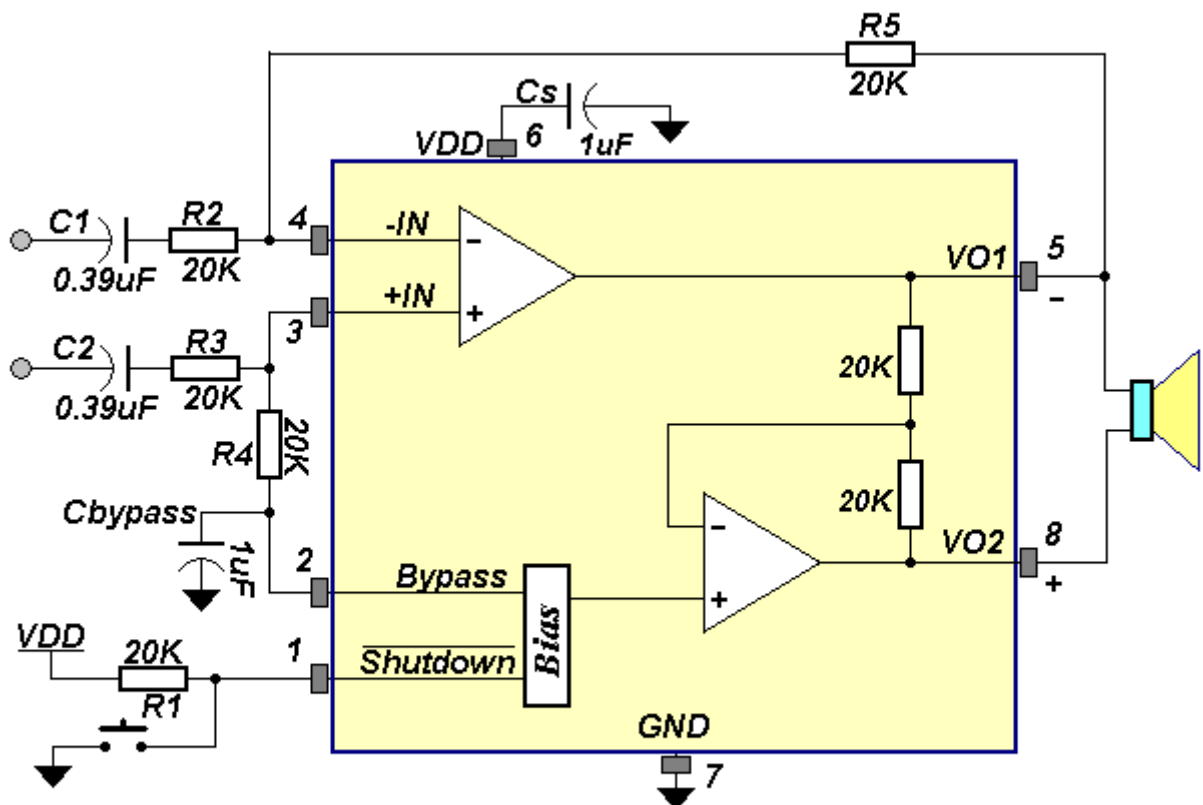 R5
20K
Cs
1uF
VDD
6
C1
0.39uF
R2
20K
4
-IN
−
+IN
+
3
VO1
5
−
C2
0.39uF
R3
20K
20K
R4
20K
20K
Cbypass
1uF
2
Bypass
Bias
−
+
VO2
8
+
VDD
20K
R1
1
Shutdown
GND
7